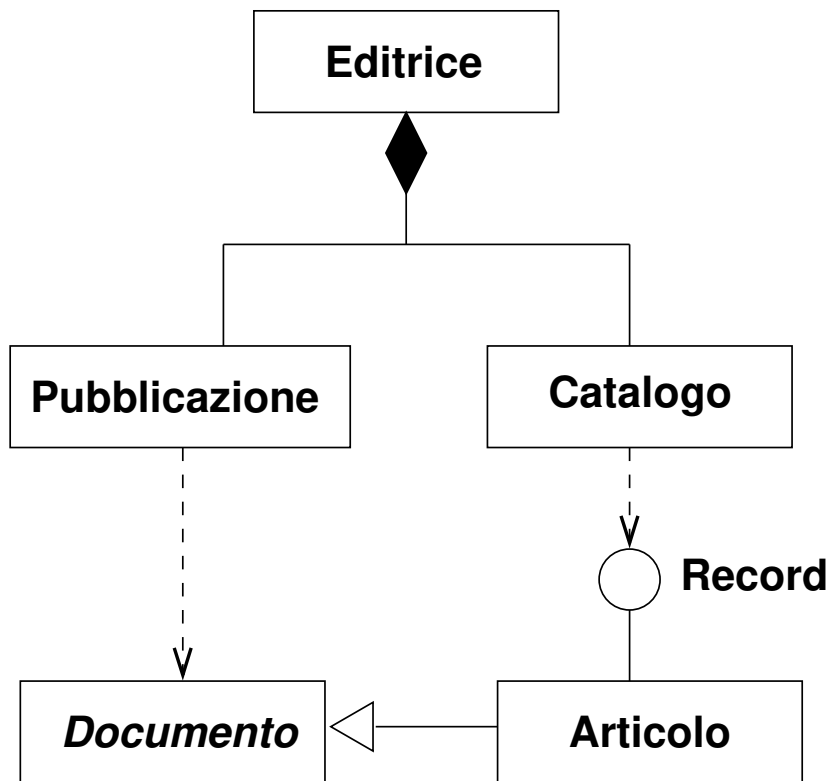 Editrice
Pubblicazione
Catalogo
Record
Documento
Articolo